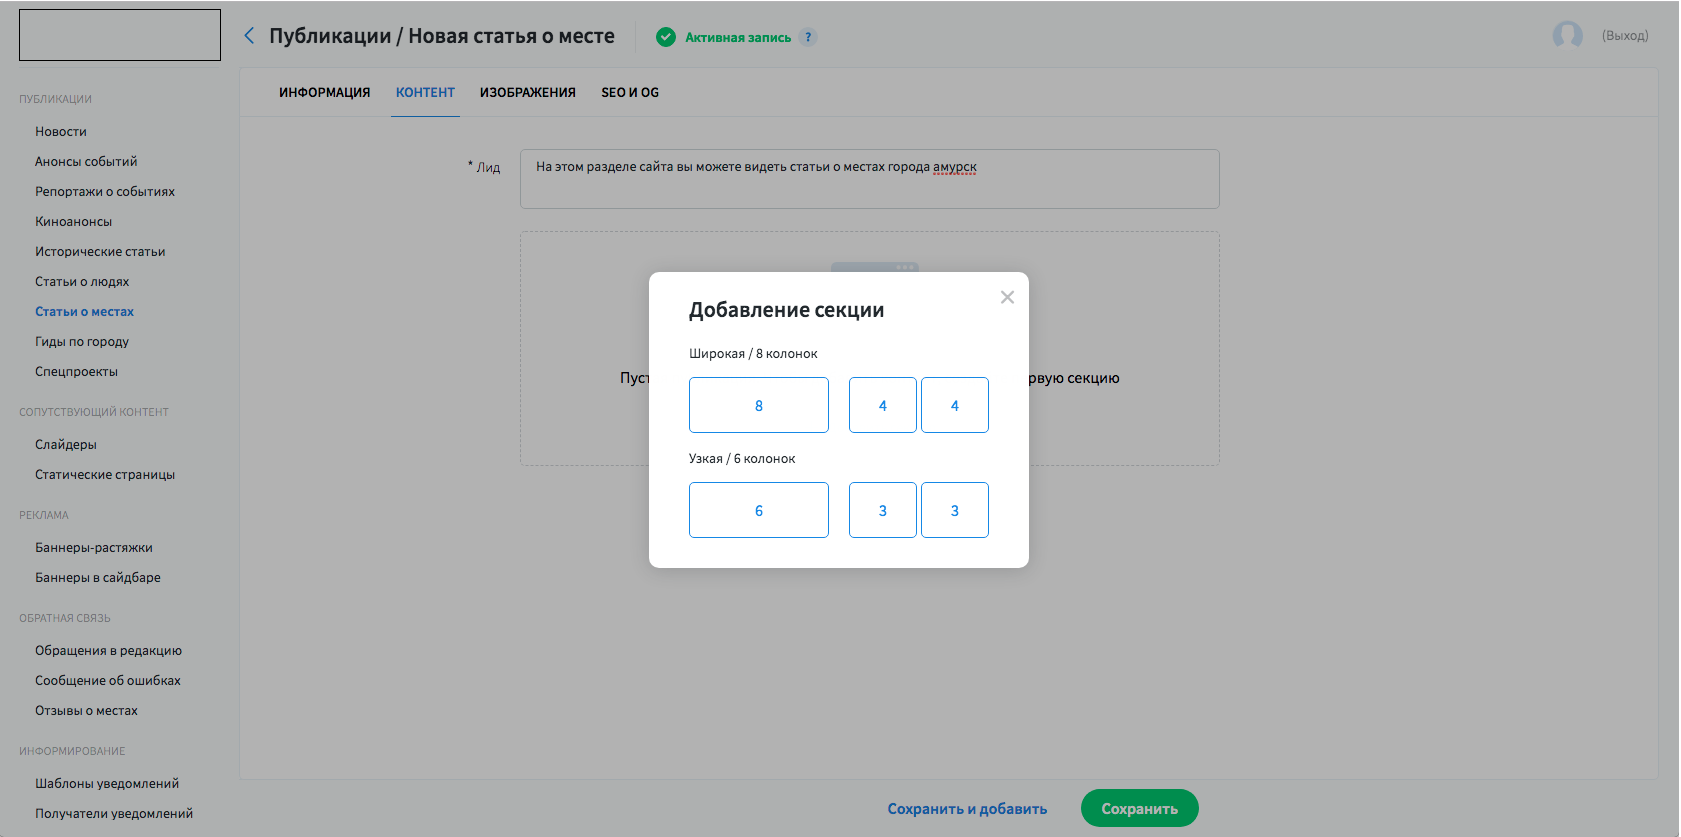 Публикации / Новая статья о месте
Активная запись ?
(Выход)
ПУБЛИКАЦИИ
Новости
Анонсы событий
Репортажи о событиях
Киноанонсы
Исторические статьи
Статьи о людях
Статьи о местах
Гиды по городу
Спецпроекты
СОПУТСТВУЮЩИЙ КОНТЕНТ
Слайдеры
Статические страницы
РЕКЛАМА
Баннеры-растяжки
Баннеры в сайдбаре
ОБРАТНАЯ СВЯЗЬ
Обращения в редакцию
Сообщение об ошибках
Отзывы о местах
ИНФОРМИРОВАНИЕ
Шаблоны уведомлений
Получатели уведомлений
ИНФОРМАЦИЯ КОНТЕНТ ИЗОБРАЖЕНИЯ SEO И OG
* Лид
На этом разделе сайта вы можете видеть статьи о местах города амурск
Добавление секции
Широкая / 8 колонок
8 4 4
Узкая / 6 колонок
6 3 3
секцию
Сохранить и добавить Сохранить